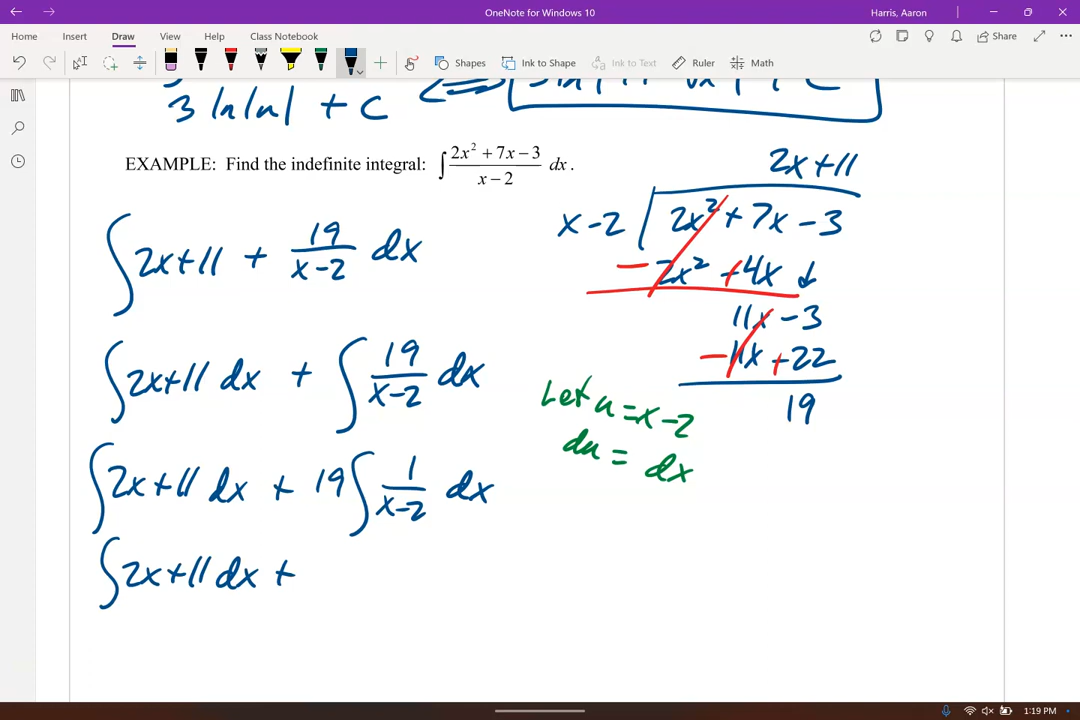 OneNote for Windows 10
Harris, Aaron
Home Insert Draw View Help Class Notebook
Share
Shapes Ink to Shape Ink to Text Ruler Math
3 ln|u| + C
EXAMPLE: Find the indefinite integral: ∫ (2x² + 7x − 3)/(x − 2) dx.
2x+11
x-2 2x² + 7x - 3
- 2x² + 4x ↓
11x - 3
- 11x + 22
19
∫ 2x+11 + 19/(x-2) dx
∫ 2x+11 dx + ∫ 19/(x-2) dx
Let u = x-2
du = dx
∫ 2x+11 dx + 19 ∫ 1/(x-2) dx
∫ 2x+11 dx +
1:19 PM